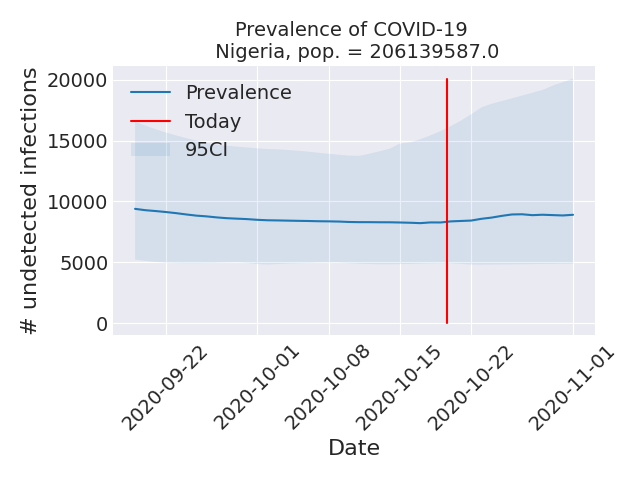 Prevalence of COVID-19
Nigeria, pop. = 206139587.0
# undetected infections
20000
15000
10000
5000
0
Prevalence
Today
95CI
2020-09-22
2020-10-01
2020-10-08
2020-10-15
2020-10-22
2020-11-01
Date